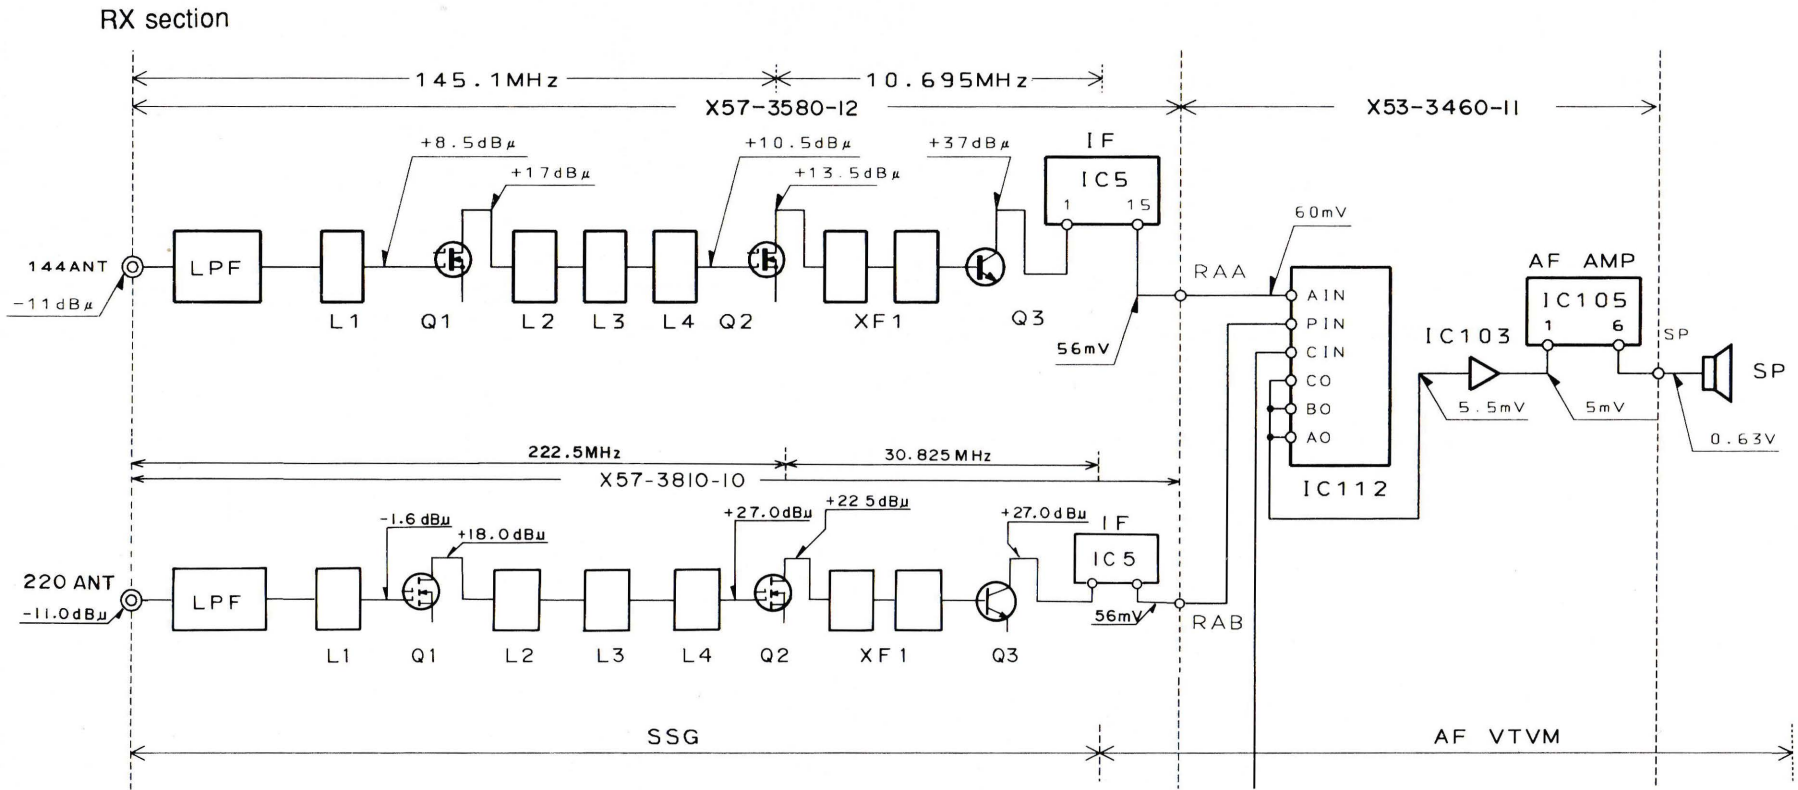 RX section
145.1MHz
10.695MHz
X57-3580-12
X53-3460-11
+8.5dBμ
+17dBμ
+10.5dBμ
+13.5dBμ
+37dBμ
IF
IC5
1 15
60mV
144ANT
-11dBμ
LPF
L1
Q1
L2
L3
L4
Q2
XF1
Q3
56mV
RAA
AIN
PIN
CIN
CO
BO
AO
IC112
IC103
AF AMP
IC105
1 6
SP
SP
5.5mV
5mV
0.63V
222.5MHz
30.825MHz
X57-3810-10
-1.6dBμ
+18.0dBμ
+27.0dBμ
+22.5dBμ
+27.0dBμ
IF
IC5
220 ANT
-11.0dBμ
LPF
L1
Q1
L2
L3
L4
Q2
XF1
Q3
56mV
RAB
SSG
AF VTVM